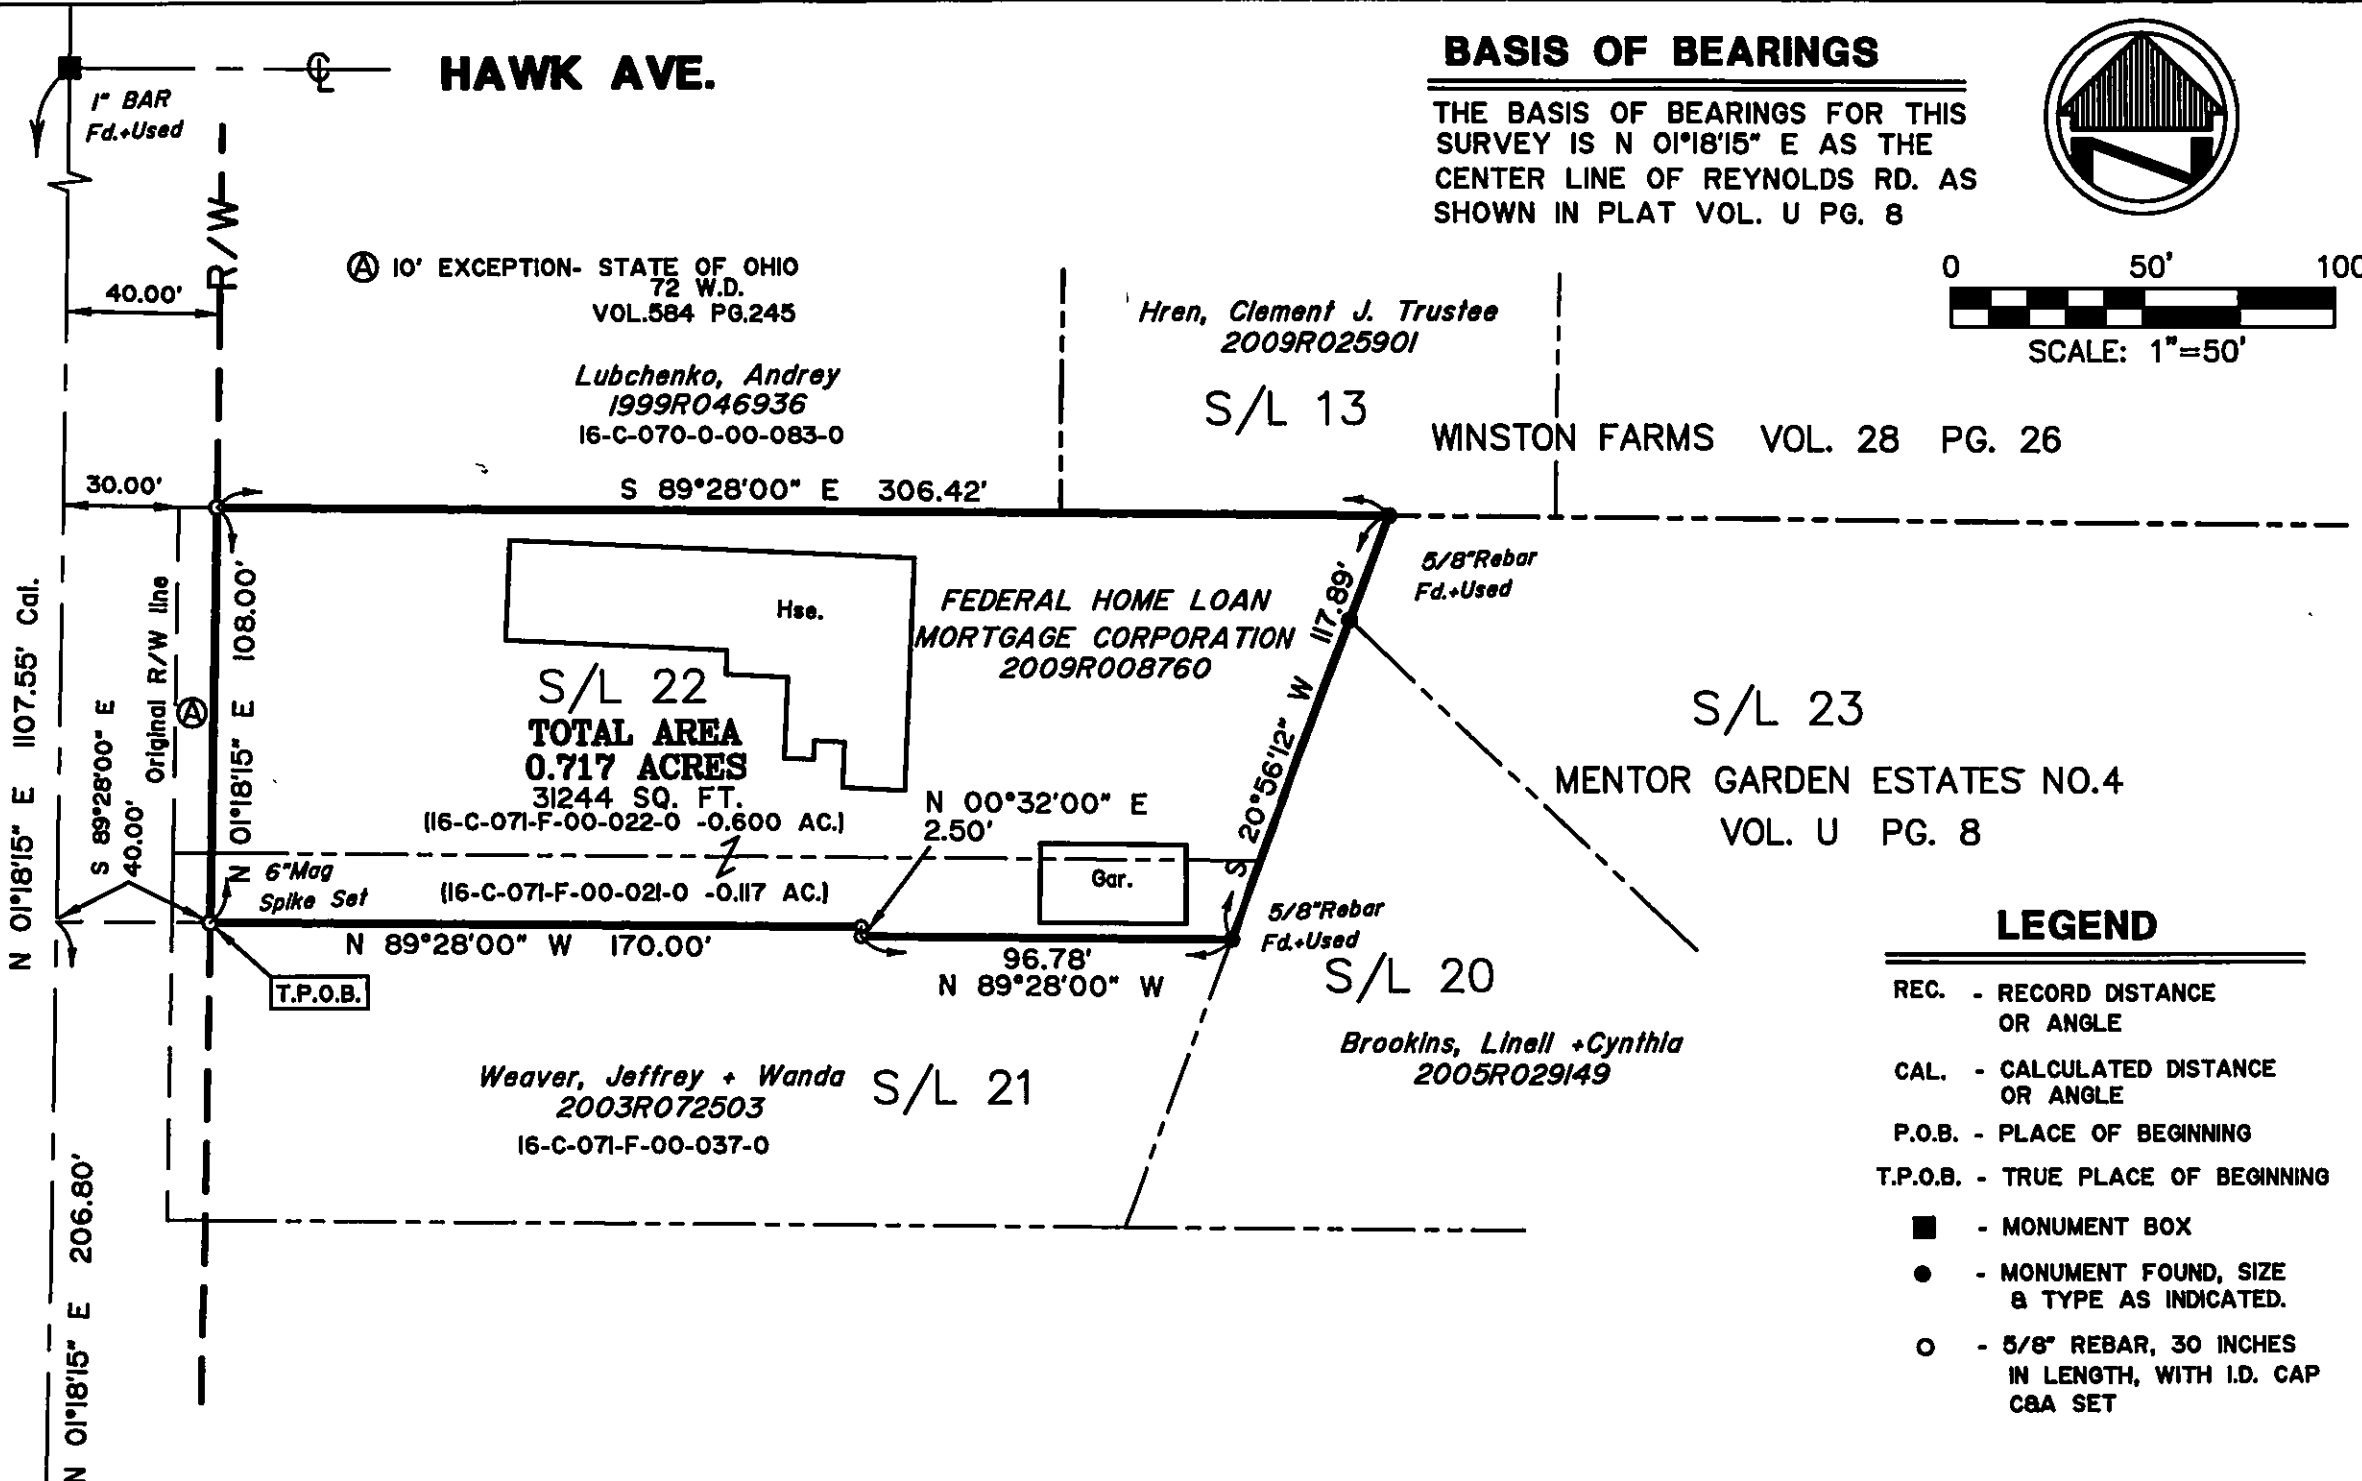 HAWK AVE.
1" BAR
Fd.+Used
R/W
40.00'
Ⓐ 10' EXCEPTION- STATE OF OHIO
72 W.D.
VOL.584 PG.245
Lubchenko, Andrey
1999R046936
16-C-070-0-00-083-0
Hren, Clement J. Trustee
2009R025901
S/L 13
BASIS OF BEARINGS
THE BASIS OF BEARINGS FOR THIS
SURVEY IS N 01°18'15" E AS THE
CENTER LINE OF REYNOLDS RD. AS
SHOWN IN PLAT VOL. U PG. 8
0 50' 100
SCALE: 1"=50'
WINSTON FARMS VOL. 28 PG. 26
30.00'
S 89°28'00" E 306.42'
N 01°18'15" E 1107.55' Cal.
S 89°28'00" E
40.00'
Original R/W line
Ⓐ
N 01°18'15" E 108.00'
Hse.
FEDERAL HOME LOAN
MORTGAGE CORPORATION
2009R008760
5/8"Rebar
Fd.+Used
S 20°56'12" W 117.89'
S/L 22
TOTAL AREA
0.717 ACRES
31244 SQ. FT.
(16-C-071-F-00-022-0 -0.600 AC.)
N 00°32'00" E
2.50'
(16-C-071-F-00-021-0 -0.117 AC.)
Gar.
6"Mag
Spike Set
5/8"Rebar
Fd.+Used
N 89°28'00" W 170.00'
96.78'
N 89°28'00" W
T.P.O.B.
S/L 23
MENTOR GARDEN ESTATES NO.4
VOL. U PG. 8
S/L 20
Brookins, Linell +Cynthia
2005R029149
Weaver, Jeffrey + Wanda
2003R072503
16-C-071-F-00-037-0
S/L 21
N 01°18'15" E 206.80'
LEGEND
REC. - RECORD DISTANCE
OR ANGLE
CAL. - CALCULATED DISTANCE
OR ANGLE
P.O.B. - PLACE OF BEGINNING
T.P.O.B. - TRUE PLACE OF BEGINNING
- MONUMENT BOX
- MONUMENT FOUND, SIZE
& TYPE AS INDICATED.
- 5/8" REBAR, 30 INCHES
IN LENGTH, WITH I.D. CAP
C&A SET